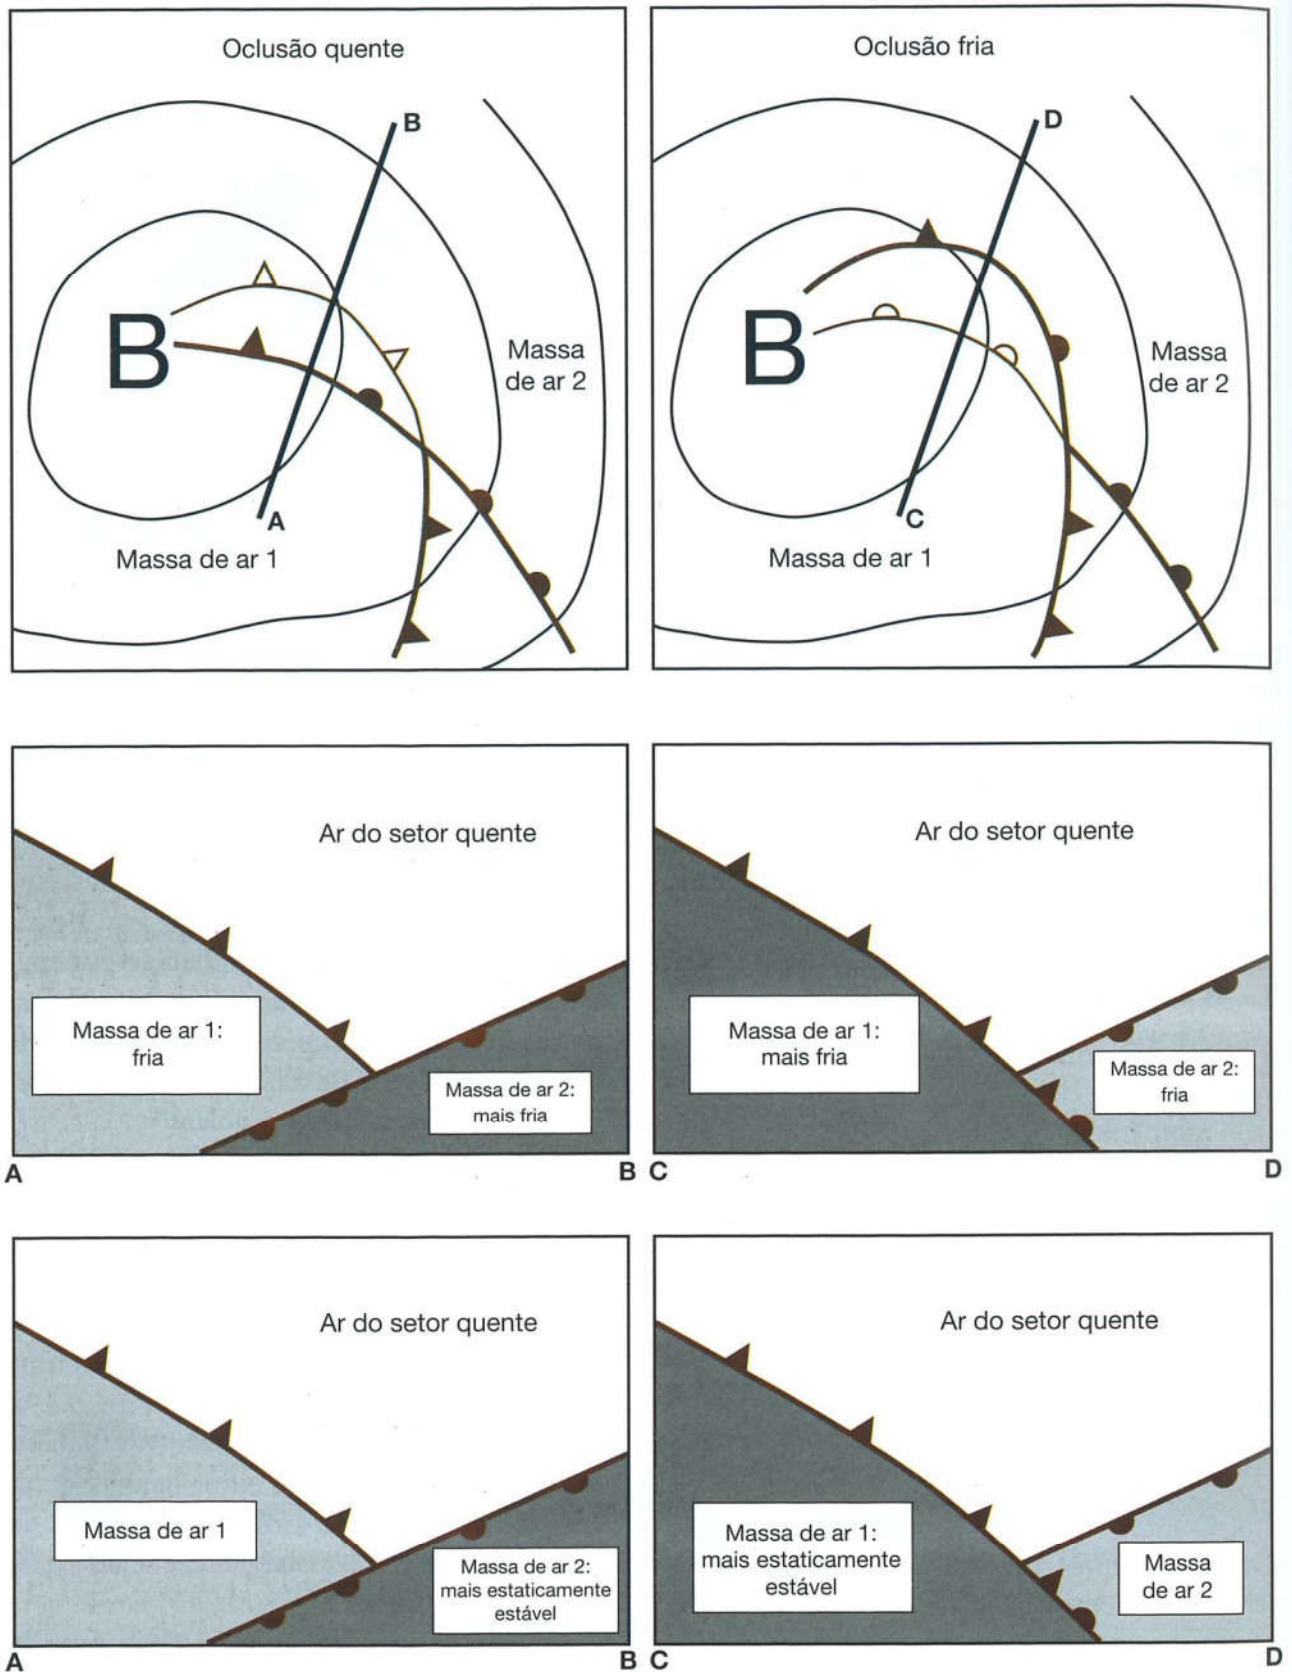 Oclusão quente
B
B
Massa
de ar 2
A
Massa de ar 1
Oclusão fria
D
B
Massa
de ar 2
C
Massa de ar 1
Ar do setor quente
Massa de ar 1:
fria
Massa de ar 2:
mais fria
A
B
Ar do setor quente
Massa de ar 1:
mais fria
Massa de ar 2:
fria
C
D
Ar do setor quente
Massa de ar 1
Massa de ar 2:
mais estaticamente
estável
A
B
Ar do setor quente
Massa de ar 1:
mais estaticamente
estável
Massa
de ar 2
C
D